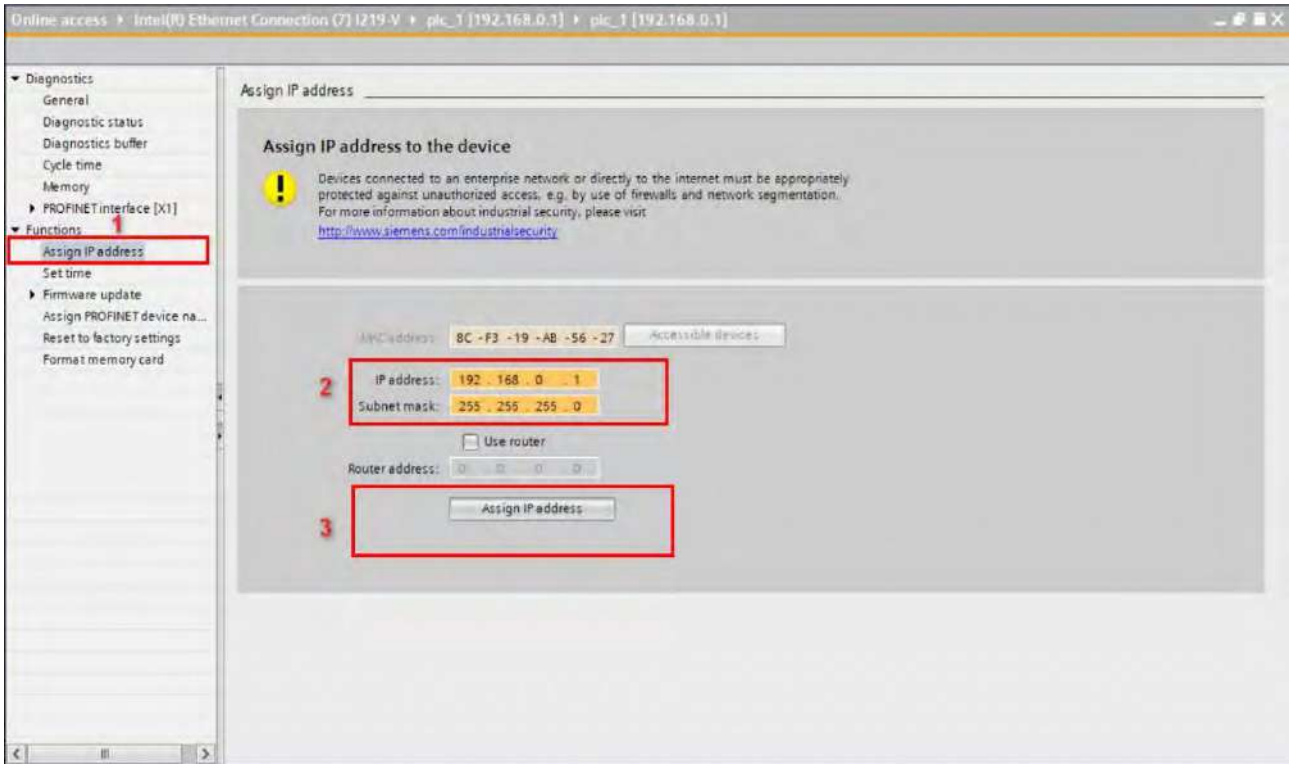 Online access ▸ Intel(R) Ethernet Connection (7) I219-V ▸ plc_1 [192.168.0.1] ▸ plc_1 [192.168.0.1]
Diagnostics
General
Diagnostic status
Diagnostics buffer
Cycle time
Memory
PROFINET interface [X1]
1
Functions
Assign IP address
Set time
Firmware update
Assign PROFINET device na...
Reset to factory settings
Format memory card
Assign IP address
Assign IP address to the device
Devices connected to an enterprise network or directly to the internet must be appropriately
protected against unauthorized access, e.g. by use of firewalls and network segmentation.
For more information about industrial security, please visit
http://www.siemens.com/industrialsecurity
MAC address: 8C -F3 -19 -AB -56 -27 Accessible devices
2
IP address: 192 . 168 . 0 . 1
Subnet mask: 255 . 255 . 255 . 0
Use router
Router address: 0 . 0 . 0 . 0
3
Assign IP address